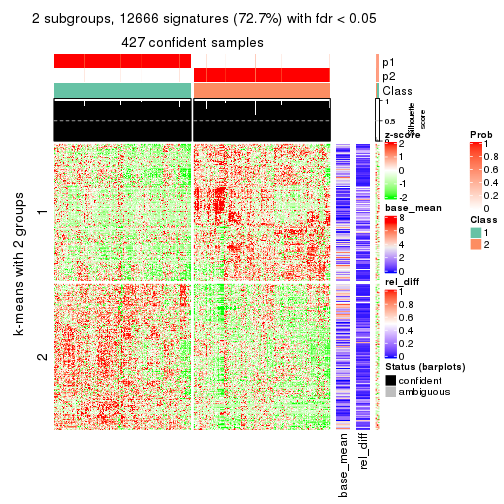 2 subgroups, 12666 signatures (72.7%) with fdr < 0.05
427 confident samples
p1
p2
Class
1
0.5
0
Silhouette
score
k-means with 2 groups
1
2
base_mean
rel_diff
z-score
2
1
0
-1
-2
base_mean
8
6
4
2
0
rel_diff
1
0.8
0.6
0.4
0.2
0
Status (barplots)
confident
ambiguous
Prob
1
0.8
0.6
0.4
0.2
0
Class
1
2